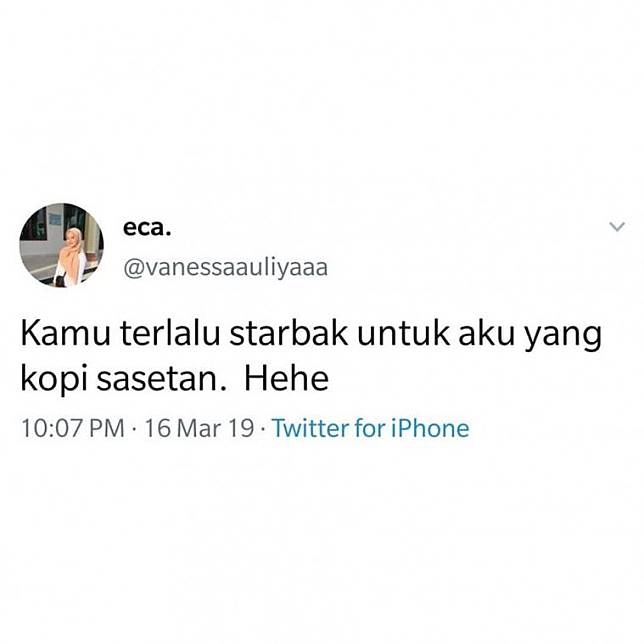 eca.
@vanessaauliyaaa
Kamu terlalu starbak untuk aku yang
kopi sasetan. Hehe
10:07 PM · 16 Mar 19 · Twitter for iPhone